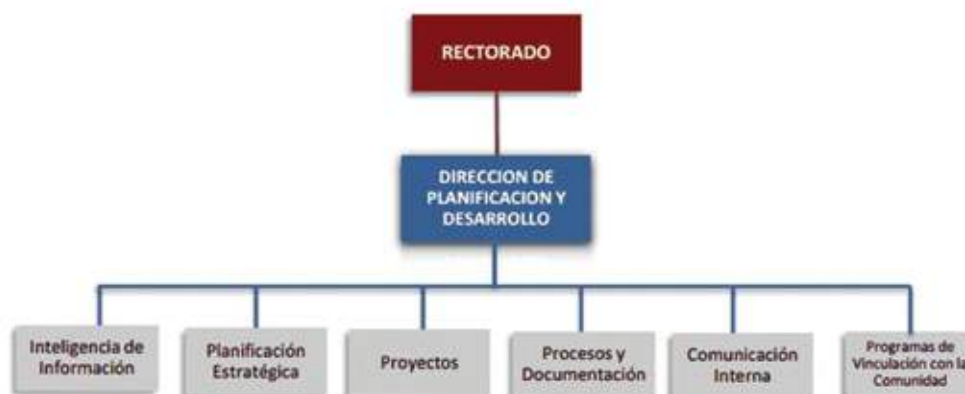 RECTORADO
DIRECCION DE
PLANIFICACION Y
DESARROLLO
Inteligencia de
Información
Planificación
Estratégica
Proyectos
Procesos y
Documentación
Comunicación
Interna
Programas de
Vinculación con la
Comunidad